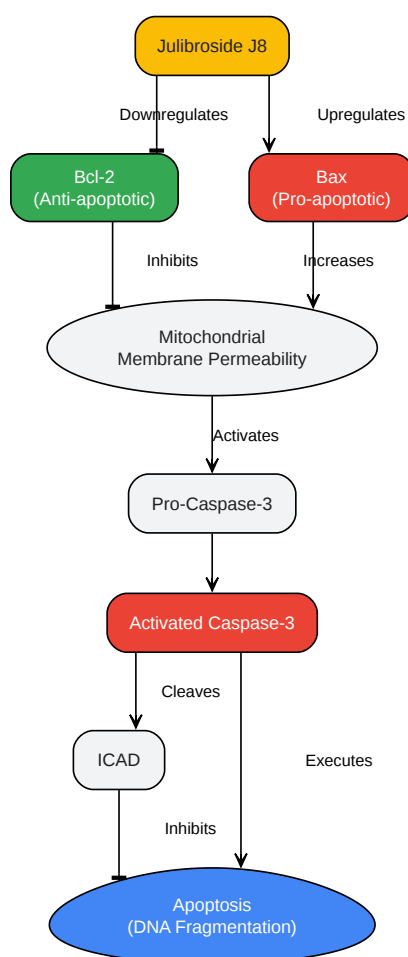 Julibroside J8
Downregulates
Upregulates
Bcl-2
(Anti-apoptotic)
Bax
(Pro-apoptotic)
Inhibits
Increases
Mitochondrial
Membrane Permeability
Activates
Pro-Caspase-3
Activated Caspase-3
Cleaves
ICAD
Executes
Inhibits
Apoptosis
(DNA Fragmentation)